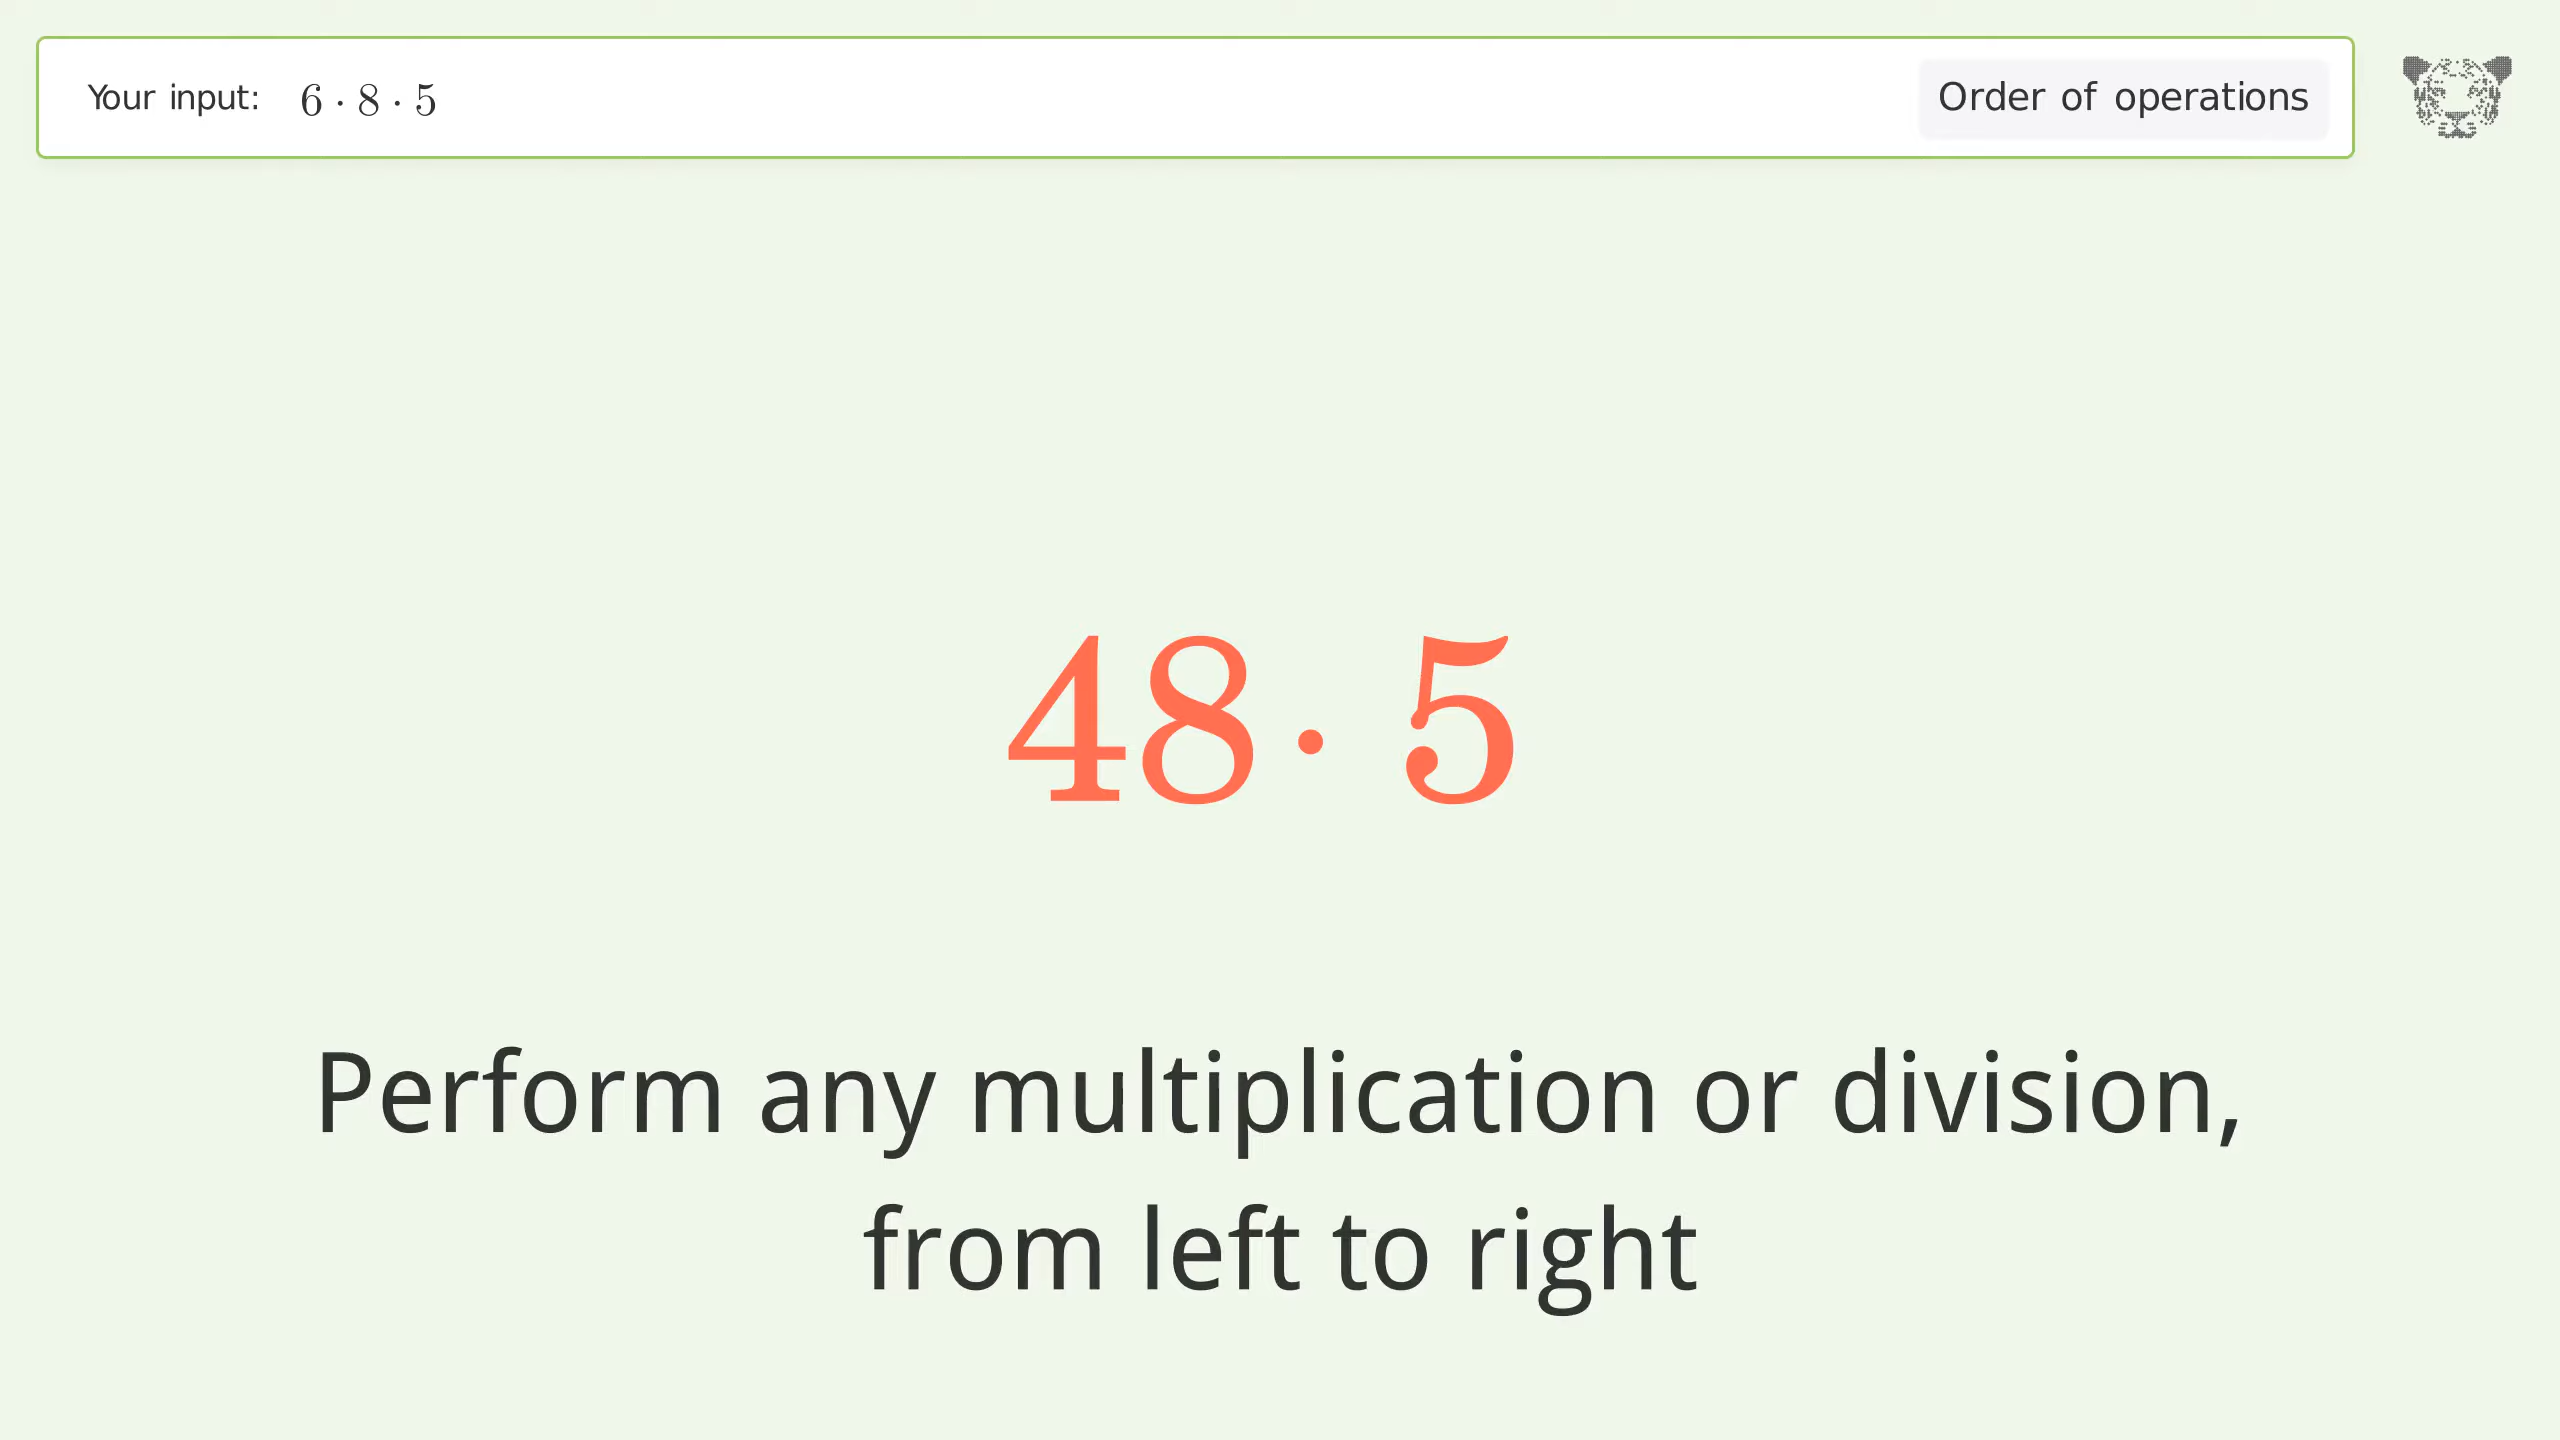 Your input: 6 · 8 · 5
Order of operations
48 · 5
Perform any multiplication or division,
from left to right